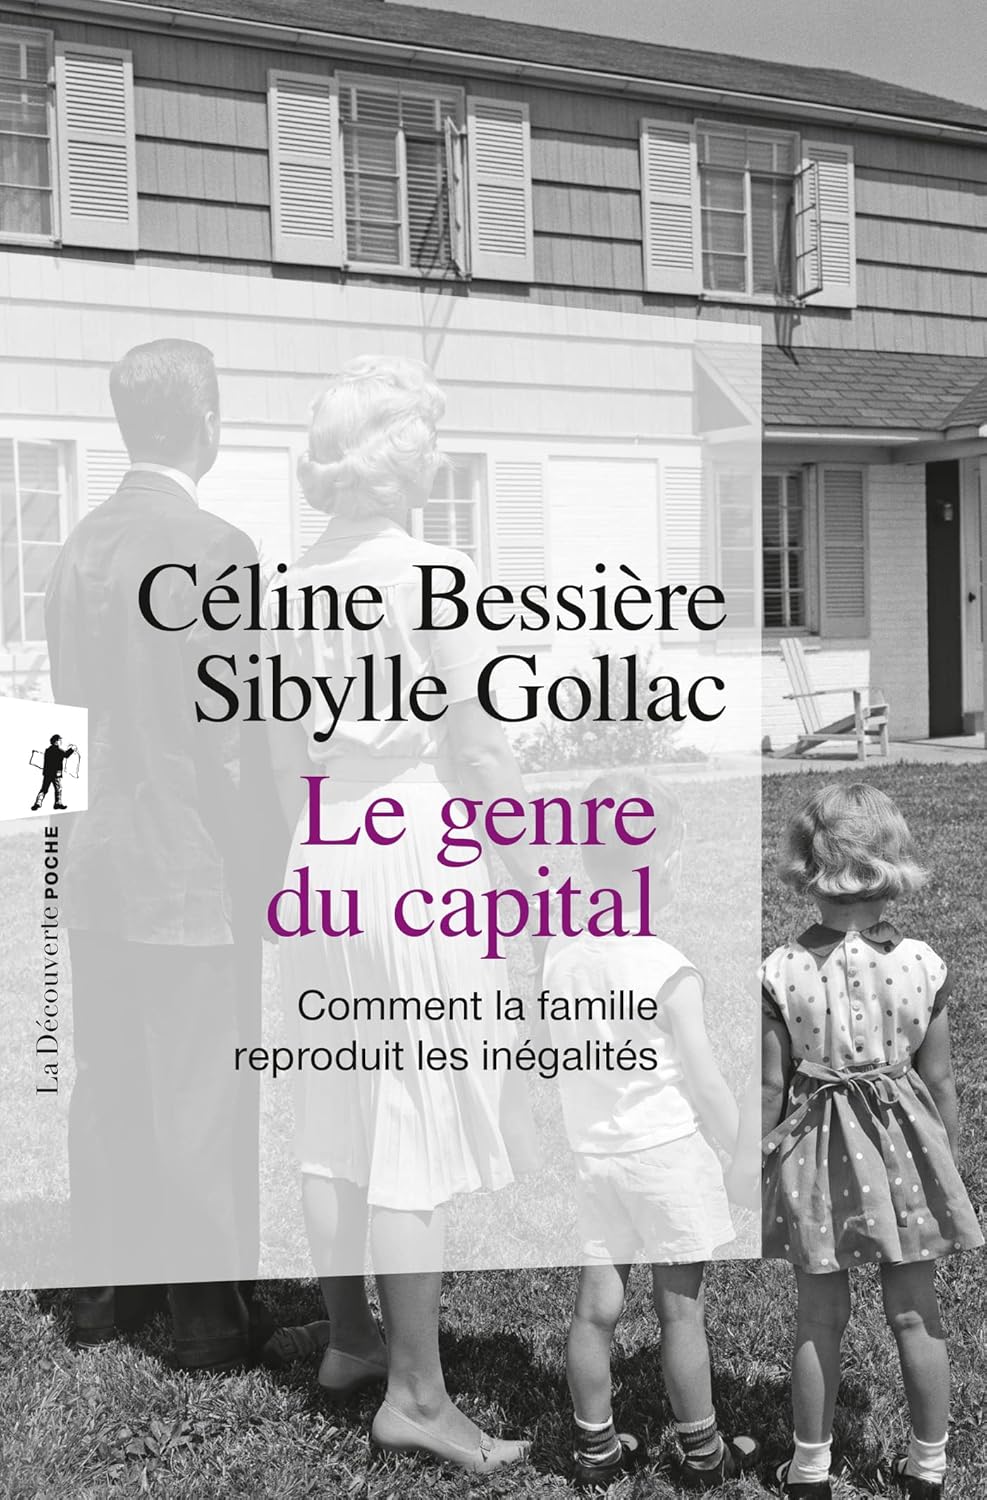 Céline Bessière
Sibylle Gollac
Le genre
du capital
Comment la famille
reproduit les inégalités
La Découverte POCHE